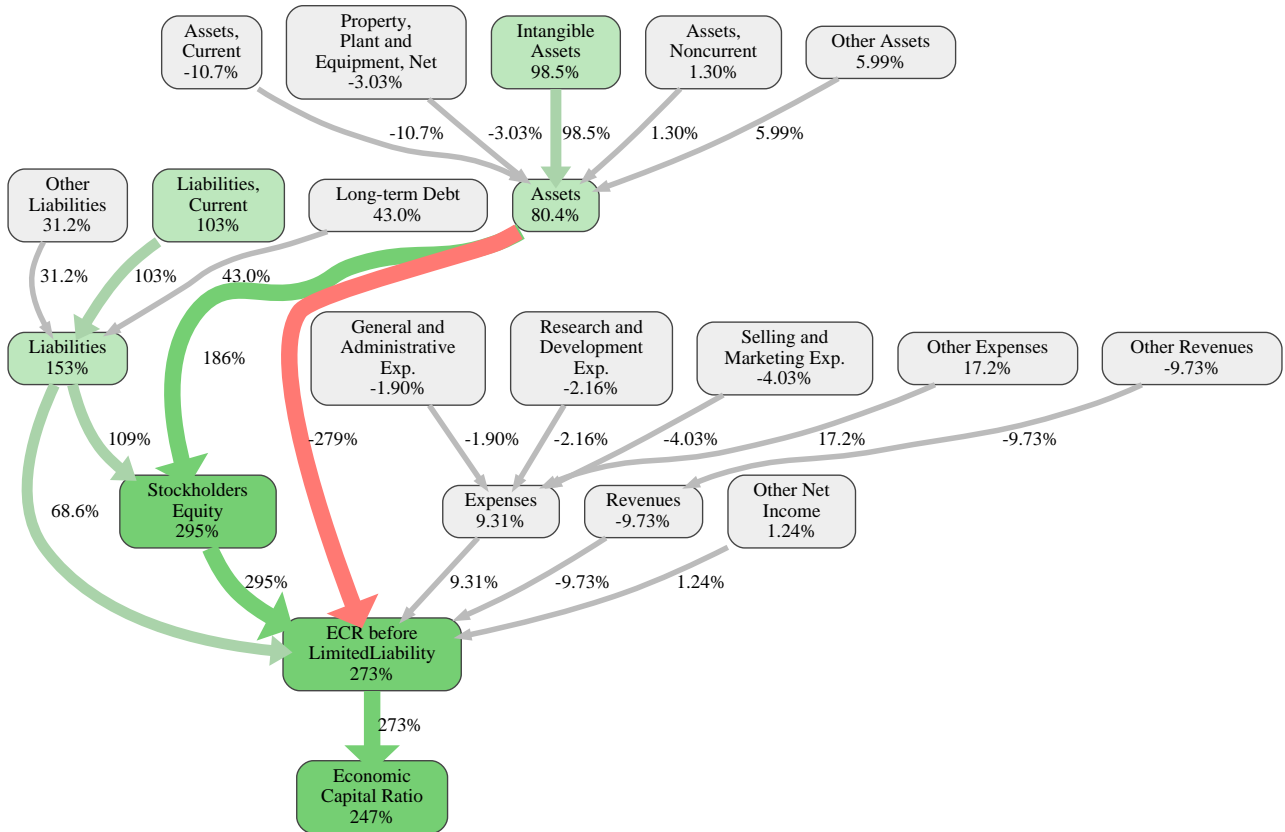 Assets,
Current
-10.7%
Property,
Plant and
Equipment, Net
-3.03%
Intangible
Assets
98.5%
Assets,
Noncurrent
1.30%
Other Assets
5.99%
-10.7%
-3.03%
98.5%
1.30%
5.99%
Other
Liabilities
31.2%
Liabilities,
Current
103%
Long-term Debt
43.0%
Assets
80.4%
31.2%
103%
43.0%
Liabilities
153%
186%
General and
Administrative
Exp.
-1.90%
Research and
Development
Exp.
-2.16%
Selling and
Marketing Exp.
-4.03%
Other Expenses
17.2%
Other Revenues
-9.73%
109%
-279%
-1.90%
-2.16%
-4.03%
17.2%
-9.73%
68.6%
Stockholders
Equity
295%
Expenses
9.31%
Revenues
-9.73%
Other Net
Income
1.24%
295%
9.31%
-9.73%
1.24%
ECR before
LimitedLiability
273%
273%
Economic
Capital Ratio
247%